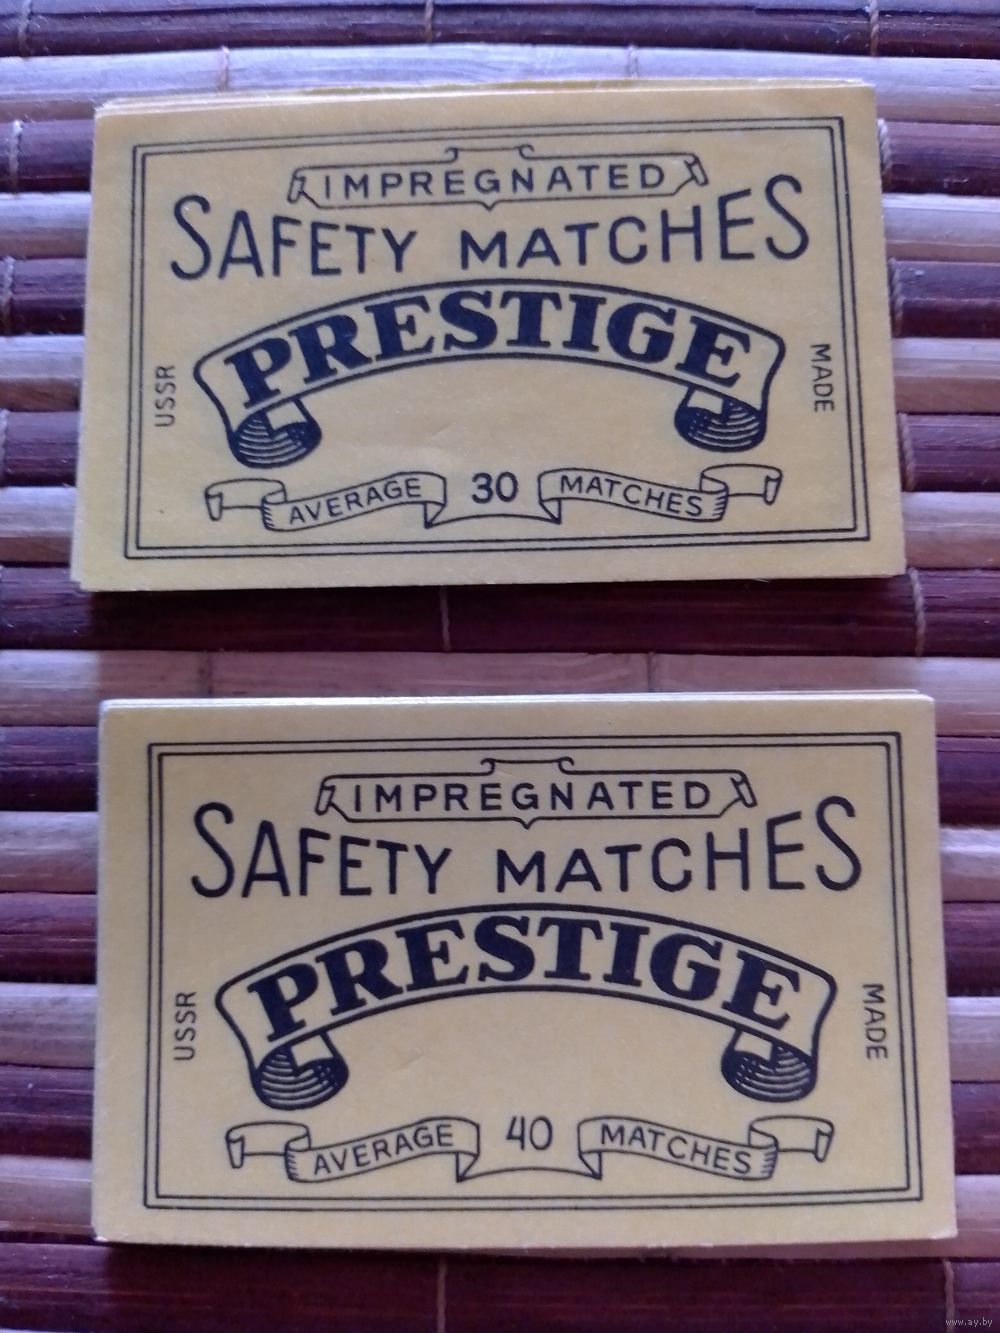 IMPREGNATED
SAFETY MATCHES
PRESTIGE
USSR
MADE
AVERAGE 30 MATCHES
IMPREGNATED
SAFETY MATCHES
PRESTIGE
USSR
MADE
AVERAGE 40 MATCHES
www.ay.by